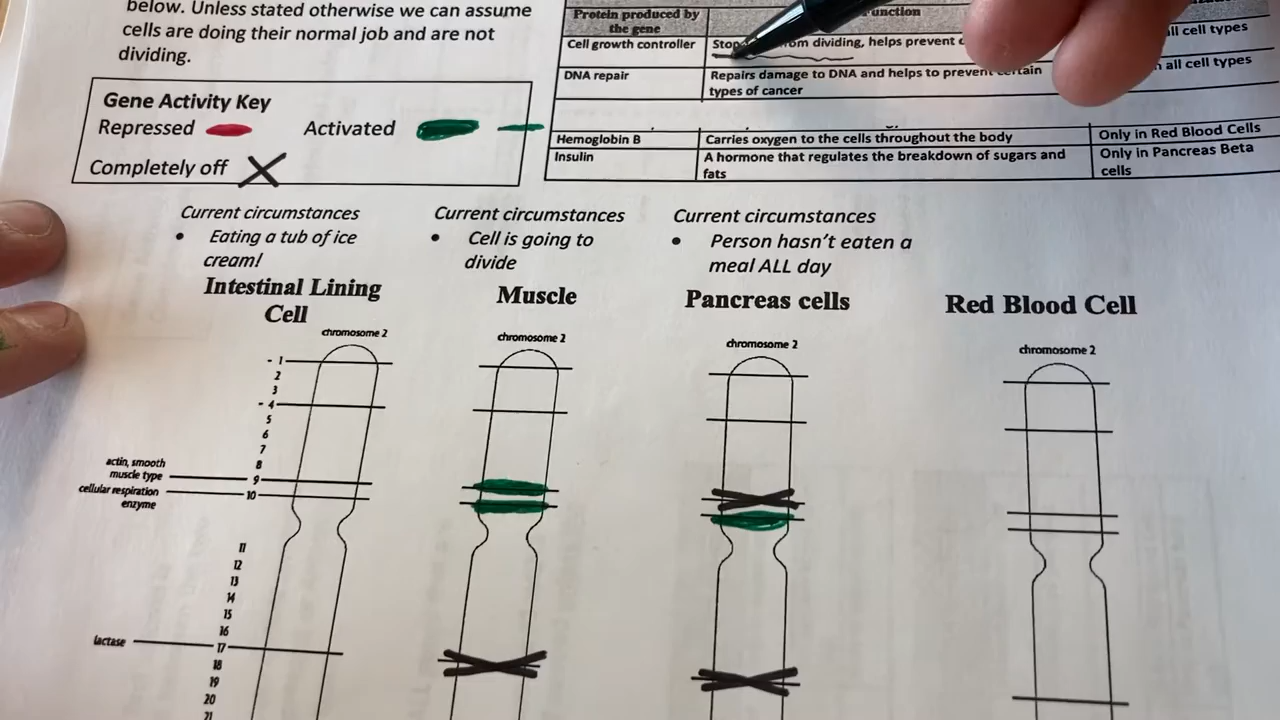 below. Unless stated otherwise we can assume
cells are doing their normal job and are not
dividing.
Gene Activity Key
Repressed Activated
Completely off
Protein produced by
the gene
Cell growth controller
dividing, helps prevent
all cell types
DNA repair
Repairs damage to DNA and helps to prevent certain
types of cancer
all cell types
Hemoglobin B
Carries oxygen to the cells throughout the body
Only in Red Blood Cells
Insulin
A hormone that regulates the breakdown of sugars and
fats
Only in Pancreas Beta
cells
Current circumstances
• Eating a tub of ice
cream!
Intestinal Lining
Cell
chromosome 2
- 1
2
3
- 4
5
6
7
8
9
10
11
12
13
14
15
16
17
18
19
20
21
actin, smooth
muscle type
cellular respiration
enzyme
lactase
Current circumstances
• Cell is going to
divide
Muscle
chromosome 2
Current circumstances
• Person hasn't eaten a
meal ALL day
Pancreas cells
chromosome 2
Red Blood Cell
chromosome 2